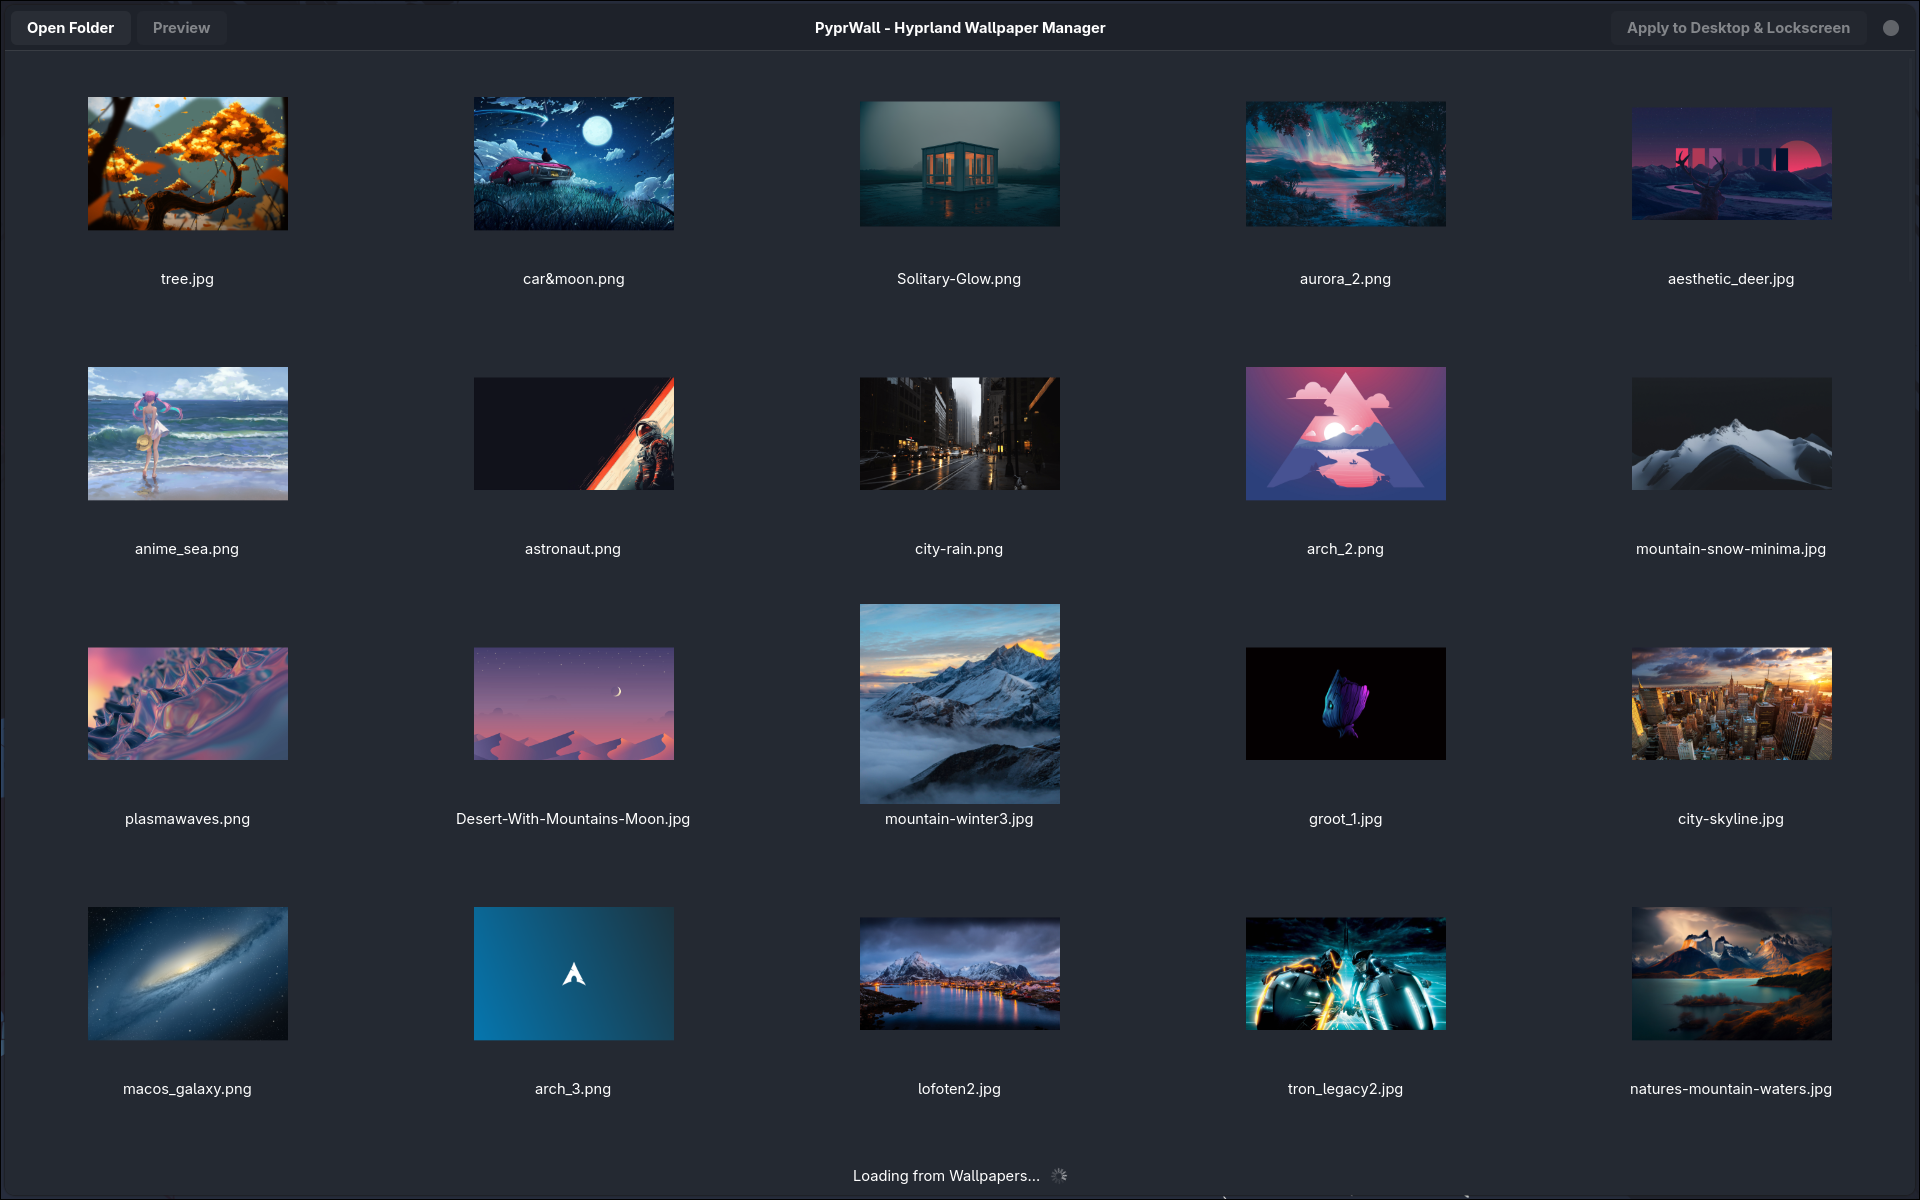 Open Folder
Preview
PyprWall - Hyprland Wallpaper Manager
Apply to Desktop & Lockscreen
tree.jpg
car&moon.png
Solitary-Glow.png
aurora_2.png
aesthetic_deer.jpg
anime_sea.png
astronaut.png
city-rain.png
arch_2.png
mountain-snow-minima.jpg
plasmawaves.png
Desert-With-Mountains-Moon.jpg
mountain-winter3.jpg
groot_1.jpg
city-skyline.jpg
macos_galaxy.png
arch_3.png
lofoten2.jpg
tron_legacy2.jpg
natures-mountain-waters.jpg
Loading from Wallpapers...